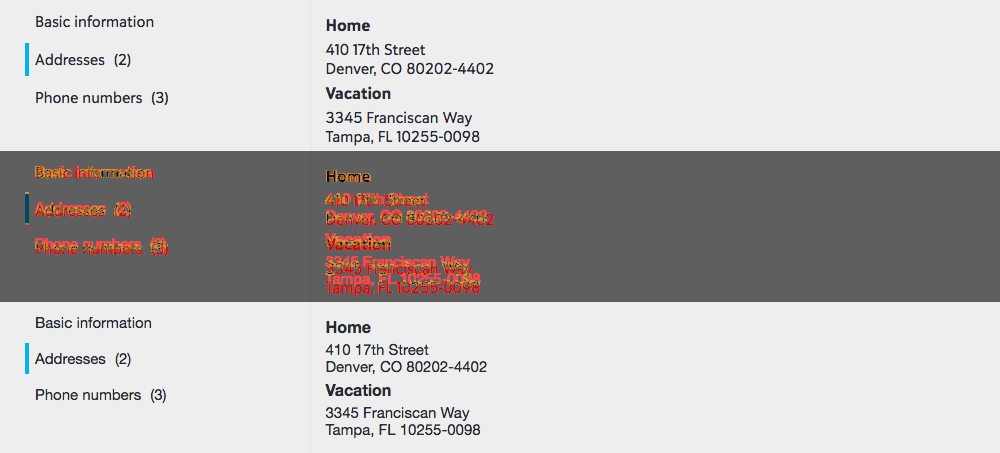 Basic information
Addresses (2)
Phone numbers (3)
Home
410 17th Street
Denver, CO 80202-4402
Vacation
3345 Franciscan Way
Tampa, FL 10255-0098
Basic information
Addresses (2)
Phone numbers (3)
Home
410 17th Street
Denver, CO 80202-4402
Vacation
3345 Franciscan Way
Tampa, FL 10255-0098
Basic information
Addresses (2)
Phone numbers (3)
Home
410 17th Street
Denver, CO 80202-4402
Vacation
3345 Franciscan Way
Tampa, FL 10255-0098